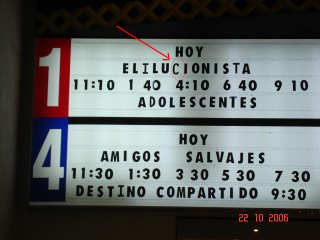 1
HOY
ELILUCIONISTA
11:10 1 40 4:10 6 40 9 10
ADOLESCENTES
4
HOY
AMIGOS SALVAJES
11:30 1:30 3 30 5 30 7 30
DESTINO COMPARTIDO 9:30
22 10 2006